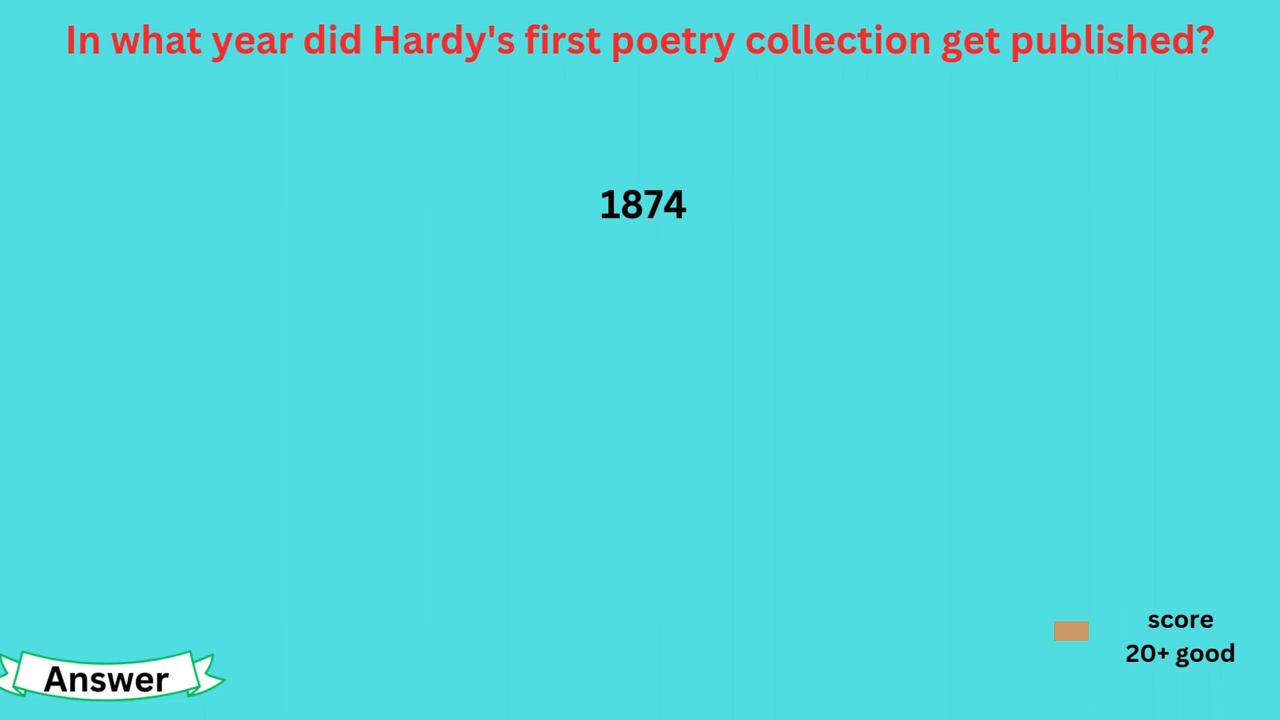 In what year did Hardy's first poetry collection get published?
1874
score
20+ good
Answer